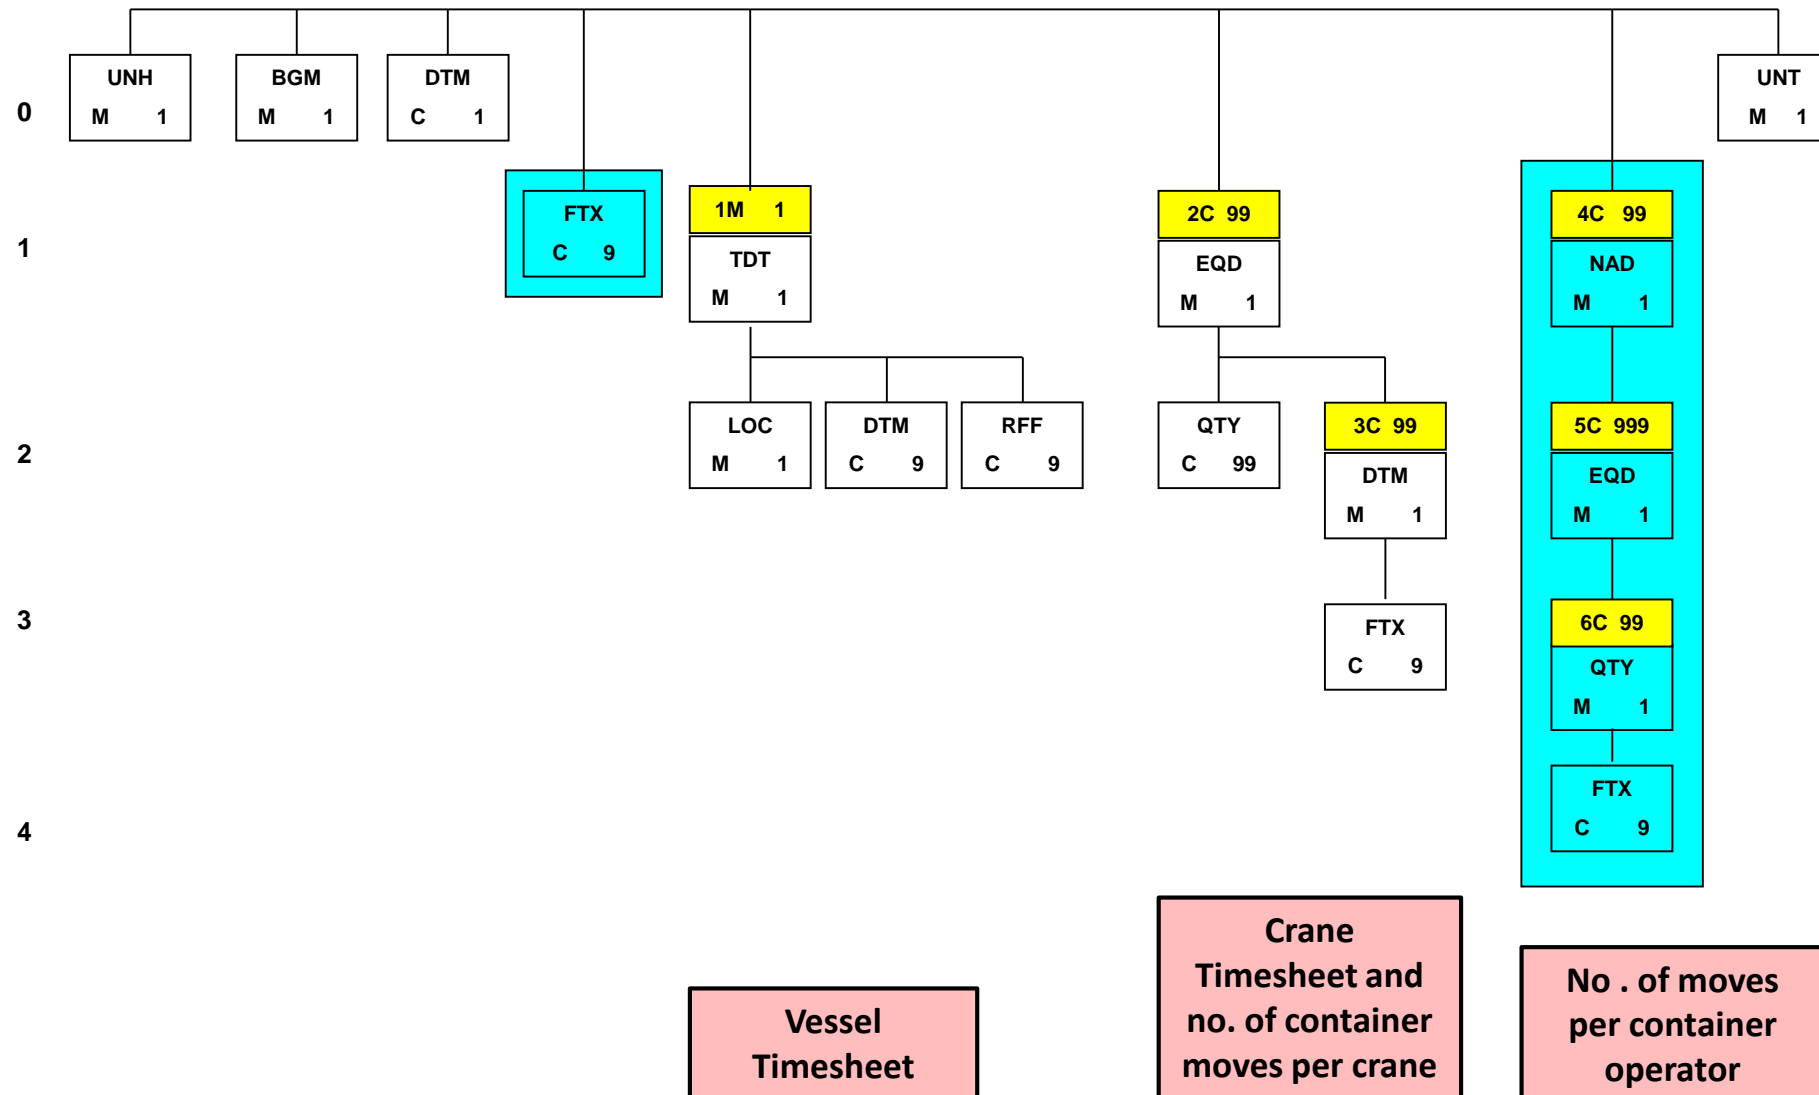 UNH
BGM
DTM
UNT
0
M 1
M 1
C 1
M 1
FTX
C 9
1M 1
2C 99
4C 99
1
TDT
M 1
EQD
M 1
NAD
M 1
2
LOC
M 1
DTM
C 9
RFF
C 9
QTY
C 99
3C 99
DTM
M 1
5C 999
EQD
M 1
3
FTX
C 9
6C 99
QTY
M 1
4
FTX
C 9
Vessel
Timesheet
Crane
Timesheet and
no. of container
moves per crane
No . of moves
per container
operator